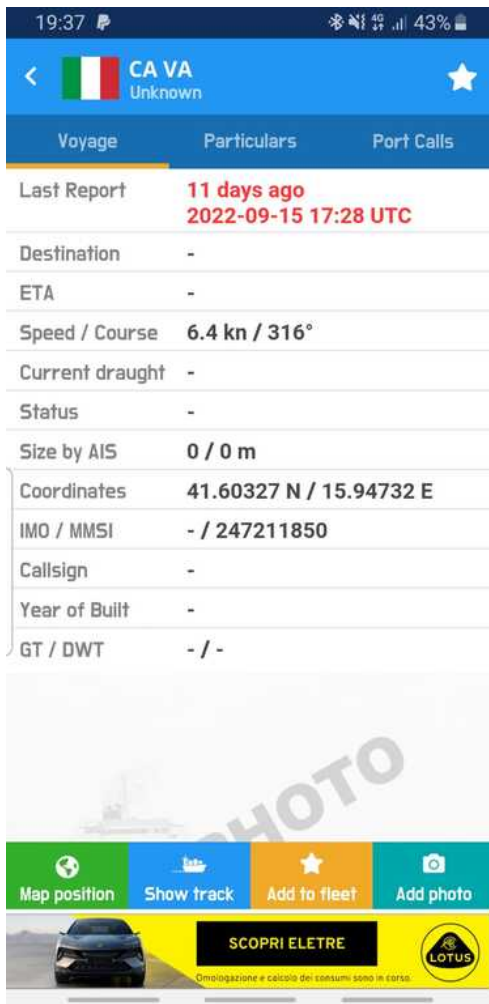 19:37 43%
CA VA
Unknown
Voyage Particulars Port Calls
Last Report 11 days ago
2022-09-15 17:28 UTC
Destination -
ETA -
Speed / Course 6.4 kn / 316°
Current draught -
Status -
Size by AIS 0 / 0 m
Coordinates 41.60327 N / 15.94732 E
IMO / MMSI - / 247211850
Callsign -
Year of Built -
GT / DWT - / -
PHOTO
Map position Show track Add to fleet Add photo
SCOPRI ELETRE
Omologazione e calcolo dei consumi sono in corso.
LOTUS